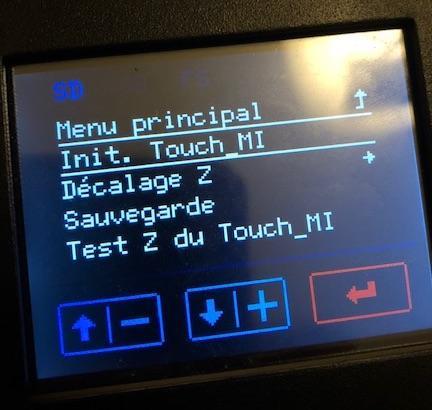 SD
Menu principal
Init. Touch_MI
Décalage Z
Sauvegarde
Test Z du Touch_MI